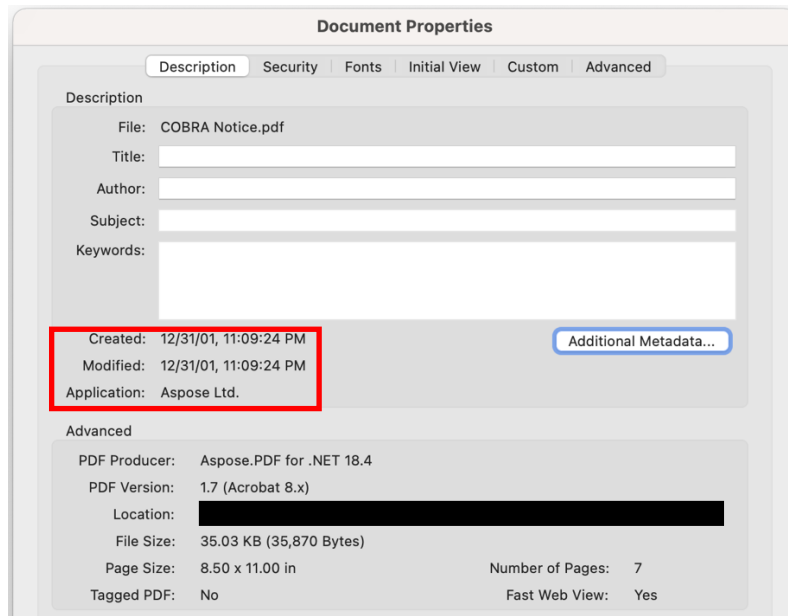 Document Properties
Description Security Fonts Initial View Custom Advanced
Description
File: COBRA Notice.pdf
Title:
Author:
Subject:
Keywords:
Created: 12/31/01, 11:09:24 PM
Additional Metadata...
Modified: 12/31/01, 11:09:24 PM
Application: Aspose Ltd.
Advanced
PDF Producer: Aspose.PDF for .NET 18.4
PDF Version: 1.7 (Acrobat 8.x)
Location:
File Size: 35.03 KB (35,870 Bytes)
Page Size: 8.50 x 11.00 in Number of Pages: 7
Tagged PDF: No Fast Web View: Yes